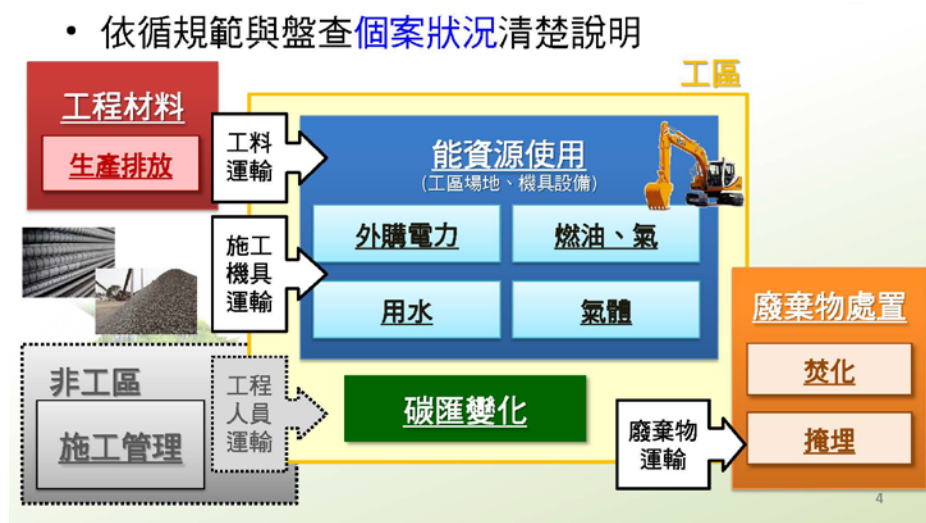 • 依循規範與盤查個案狀況清楚說明
工區
工程材料
生產排放
工料
運輸
能資源使用
(工區場地、機具設備)
外購電力
燃油、氣
用水
氣體
施工
機具
運輸
廢棄物處置
焚化
掩埋
非工區
施工管理
工程
人員
運輸
碳匯變化
廢棄物
運輸
4